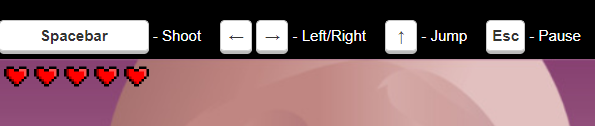 Spacebar - Shoot ← → - Left/Right ↑ - Jump Esc - Pause